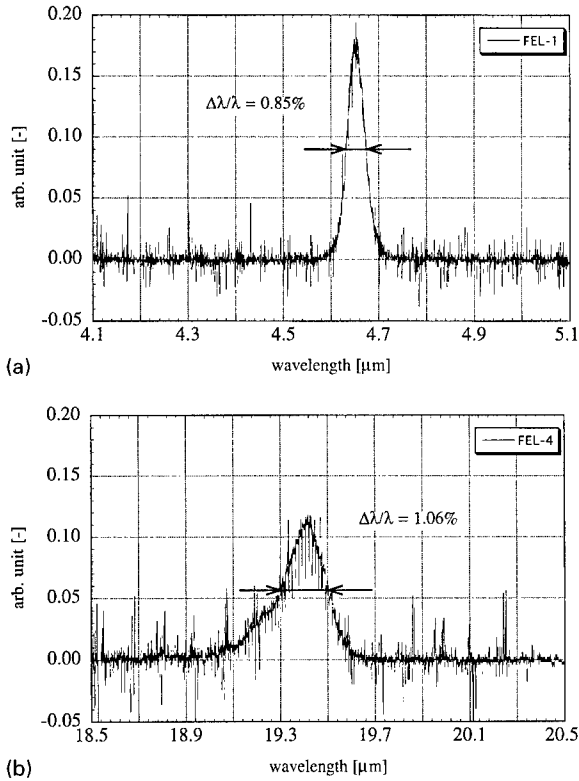 0.20
FEL-1
0.15
Δλ/λ = 0.85%
0.10
arb. unit [-]
0.05
0.00
-0.05
4.1 4.3 4.5 4.7 4.9 5.1
wavelength [μm]
(a)
0.20
FEL-4
0.15
Δλ/λ = 1.06%
0.10
arb. unit [-]
0.05
0.00
-0.05
18.5 18.9 19.3 19.7 20.1 20.5
wavelength [μm]
(b)